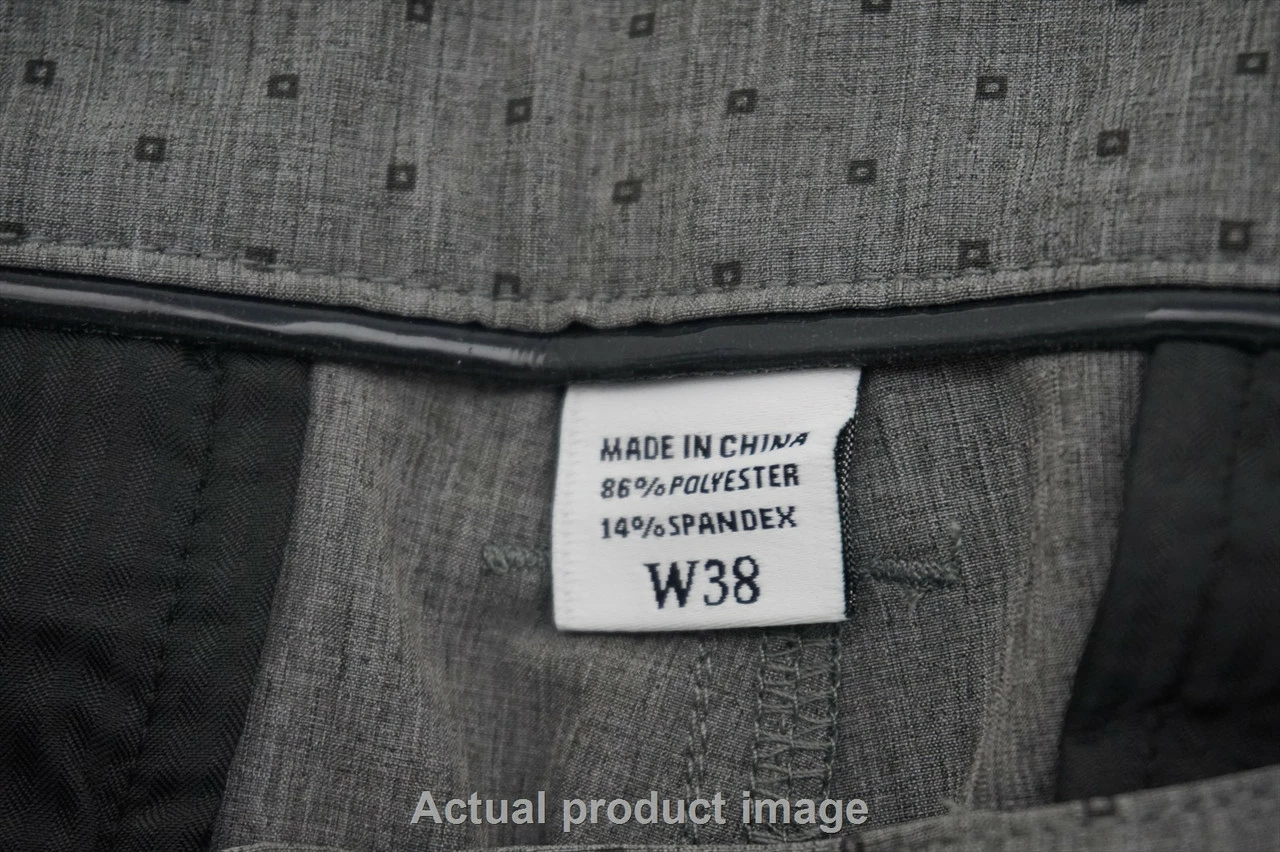 MADE IN CHINA
86%POLYESTER
14%SPANDEX
W38
Actual product image